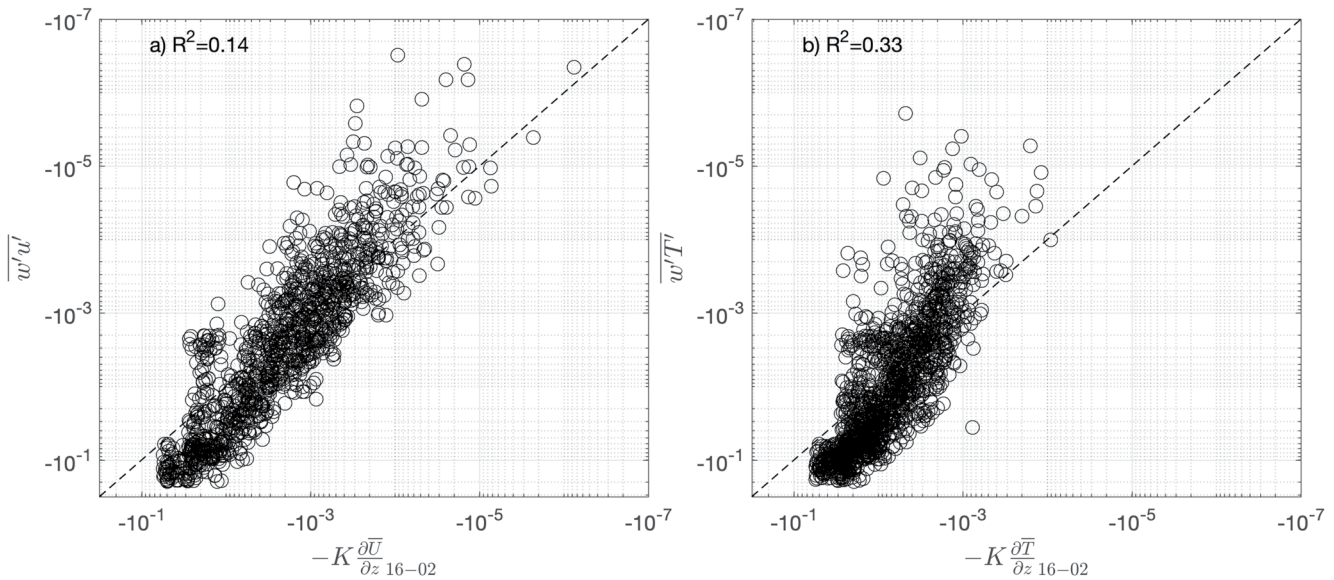 a) R²=0.14
-10⁻⁷
-10⁻⁵
-10⁻³
-10⁻¹
w′u′
-10⁻¹ -10⁻³ -10⁻⁵ -10⁻⁷
−K ∂U̅/∂z 16−02
b) R²=0.33
-10⁻⁷
-10⁻⁵
-10⁻³
-10⁻¹
w′T′
-10⁻¹ -10⁻³ -10⁻⁵ -10⁻⁷
−K ∂T̅/∂z 16−02